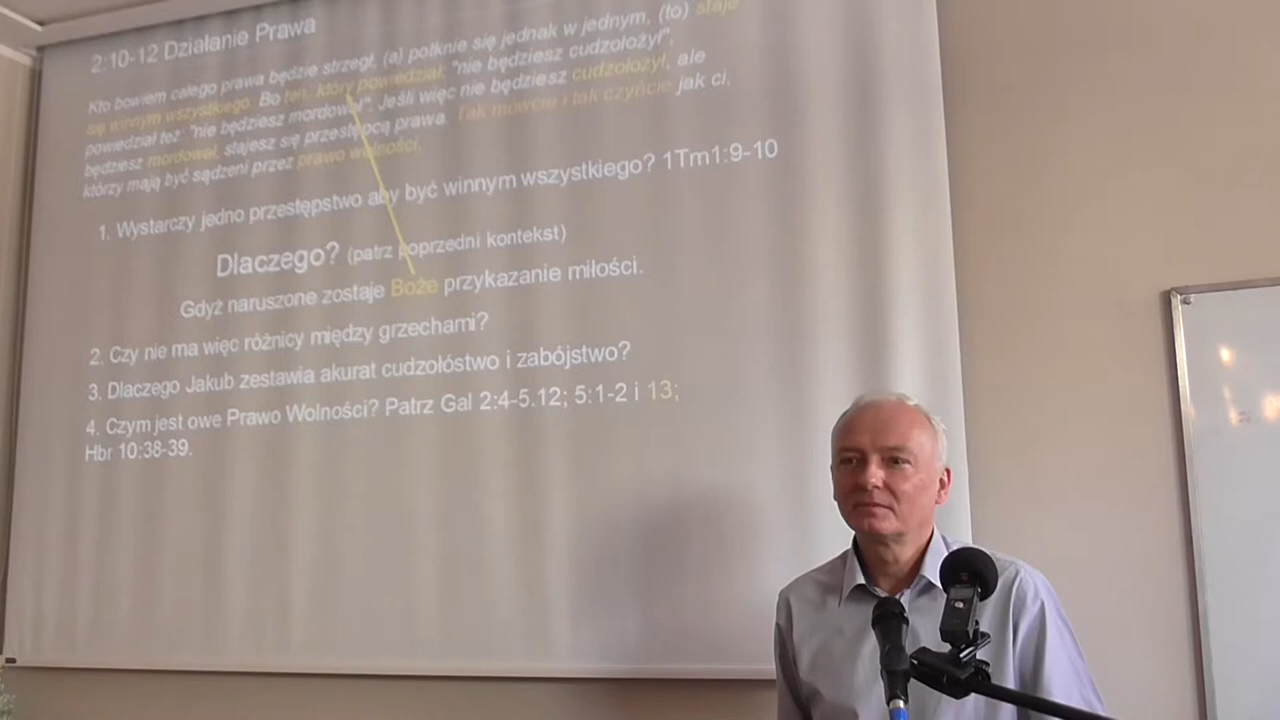 2:10-12 Działanie Prawa
Kto bowiem całego prawa będzie strzegł, (a) potknie się jednak w jednym, (to) staje
się winnym wszystkiego. Bo ten, który powiedział: "nie będziesz cudzołożył",
powiedział też: "nie będziesz mordował". Jeśli więc nie będziesz cudzołożył, ale
będziesz mordował, stajesz się przestępcą prawa. Tak mówcie i tak czyńcie jak ci,
którzy mają być sądzeni przez prawo wolności.
1. Wystarczy jedno przestępstwo aby być winnym wszystkiego? 1Tm1:9-10
Dlaczego? (patrz poprzedni kontekst)
Gdyż naruszone zostaje Boże przykazanie miłości.
2. Czy nie ma więc różnicy między grzechami?
3. Dlaczego Jakub zestawia akurat cudzołóstwo i zabójstwo?
4. Czym jest owe Prawo Wolności? Patrz Gal 2:4-5.12; 5:1-2 i 13;
Hbr 10:38-39.